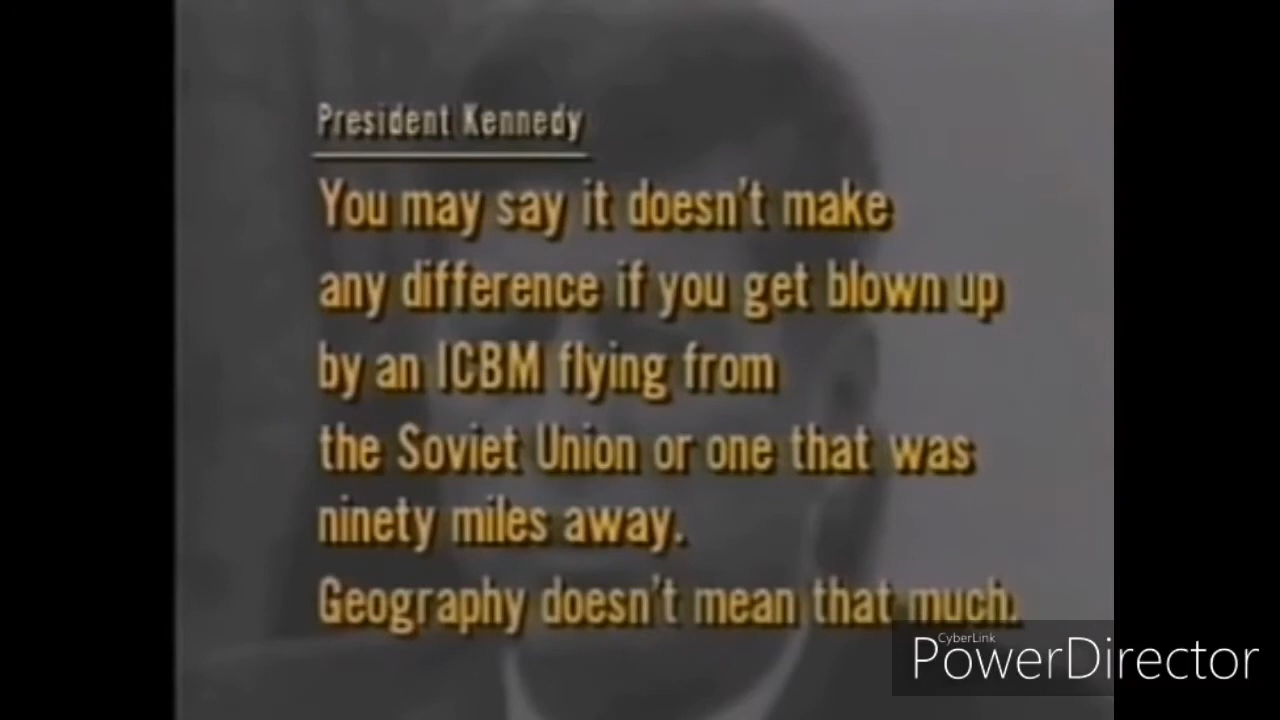 President Kennedy
You may say it doesn't make
any difference if you get blown up
by an ICBM flying from
the Soviet Union or one that was
ninety miles away.
Geography doesn't mean that much.
CyberLink
PowerDirector